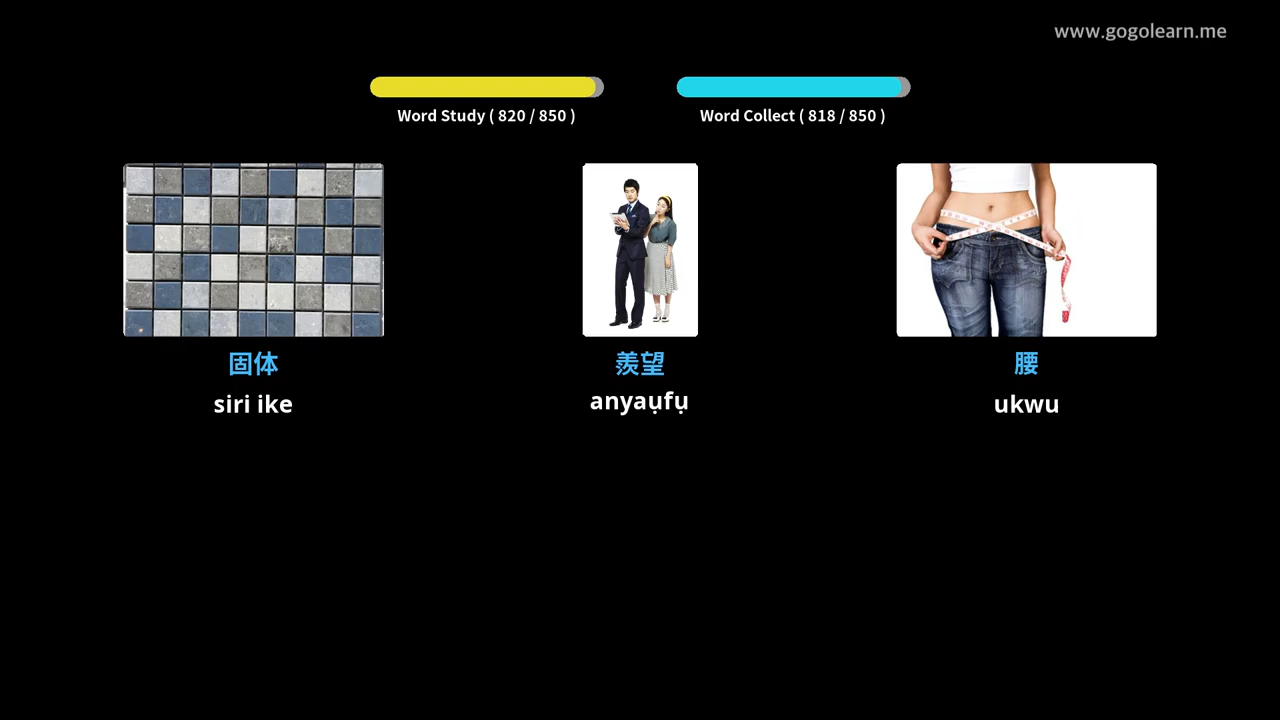 www.gogolearn.me
Word Study ( 820 / 850 )
Word Collect ( 818 / 850 )
固体
羨望
腰
siri ike
anyaụfụ
ukwu